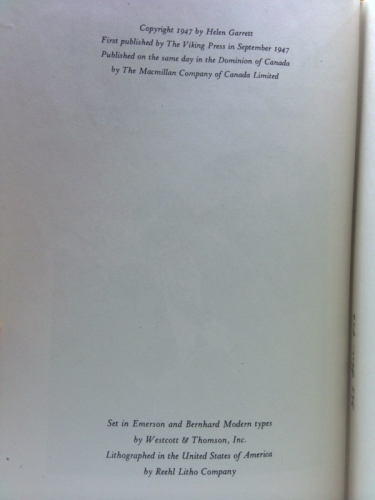 Copyright 1947 by Helen Garrett
First published by The Viking Press in September 1947
Published on the same day in the Dominion of Canada
by The Macmillan Company of Canada Limited
Set in Emerson and Bernhard Modern types
by Westcott & Thomson, Inc.
Lithographed in the United States of America
by Reehl Litho Company